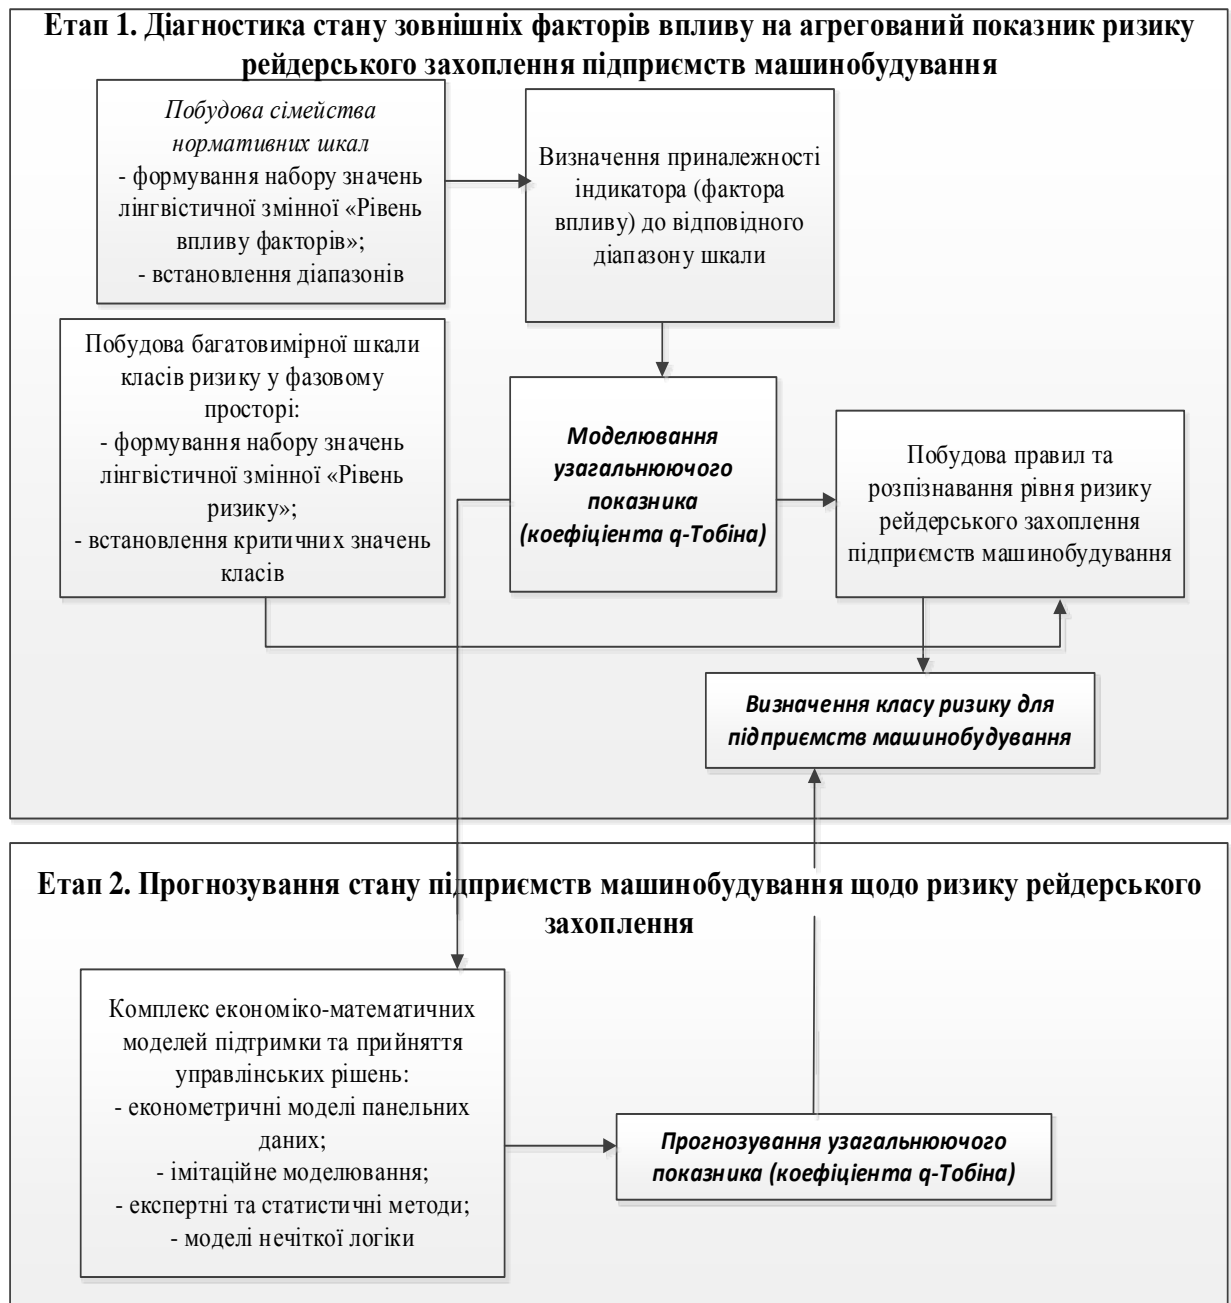 Етап 1. Діагностика стану зовнішніх факторів впливу на агрегований показник ризику
рейдерського захоплення підприємств машинобудування
Побудова сімейства
нормативних шкал
- формування набору значень
лінгвістичної змінної «Рівень
впливу факторів»;
- встановлення діапазонів
Визначення приналежності
індикатора (фактора
впливу) до відповідного
діапазону шкали
Побудова багатовимірної шкали
класів ризику у фазовому
просторі:
- формування набору значень
лінгвістичної змінної «Рівень
ризику»;
- встановлення критичних значень
класів
Моделювання
узагальнюючого
показника
(коефіцієнта q-Тобіна)
Побудова правил та
розпізнавання рівня ризику
рейдерського захоплення
підприємств машинобудування
Визначення класу ризику для
підприємств машинобудування
Етап 2. Прогнозування стану підприємств машинобудування щодо ризику рейдерського
захоплення
Комплекс економіко-математичних
моделей підтримки та прийняття
управлінських рішень:
- економетричні моделі панельних
даних;
- імітаційне моделювання;
- експертні та статистичні методи;
- моделі нечіткої логіки
Прогнозування узагальнюючого
показника (коефіцієнта q-Тобіна)